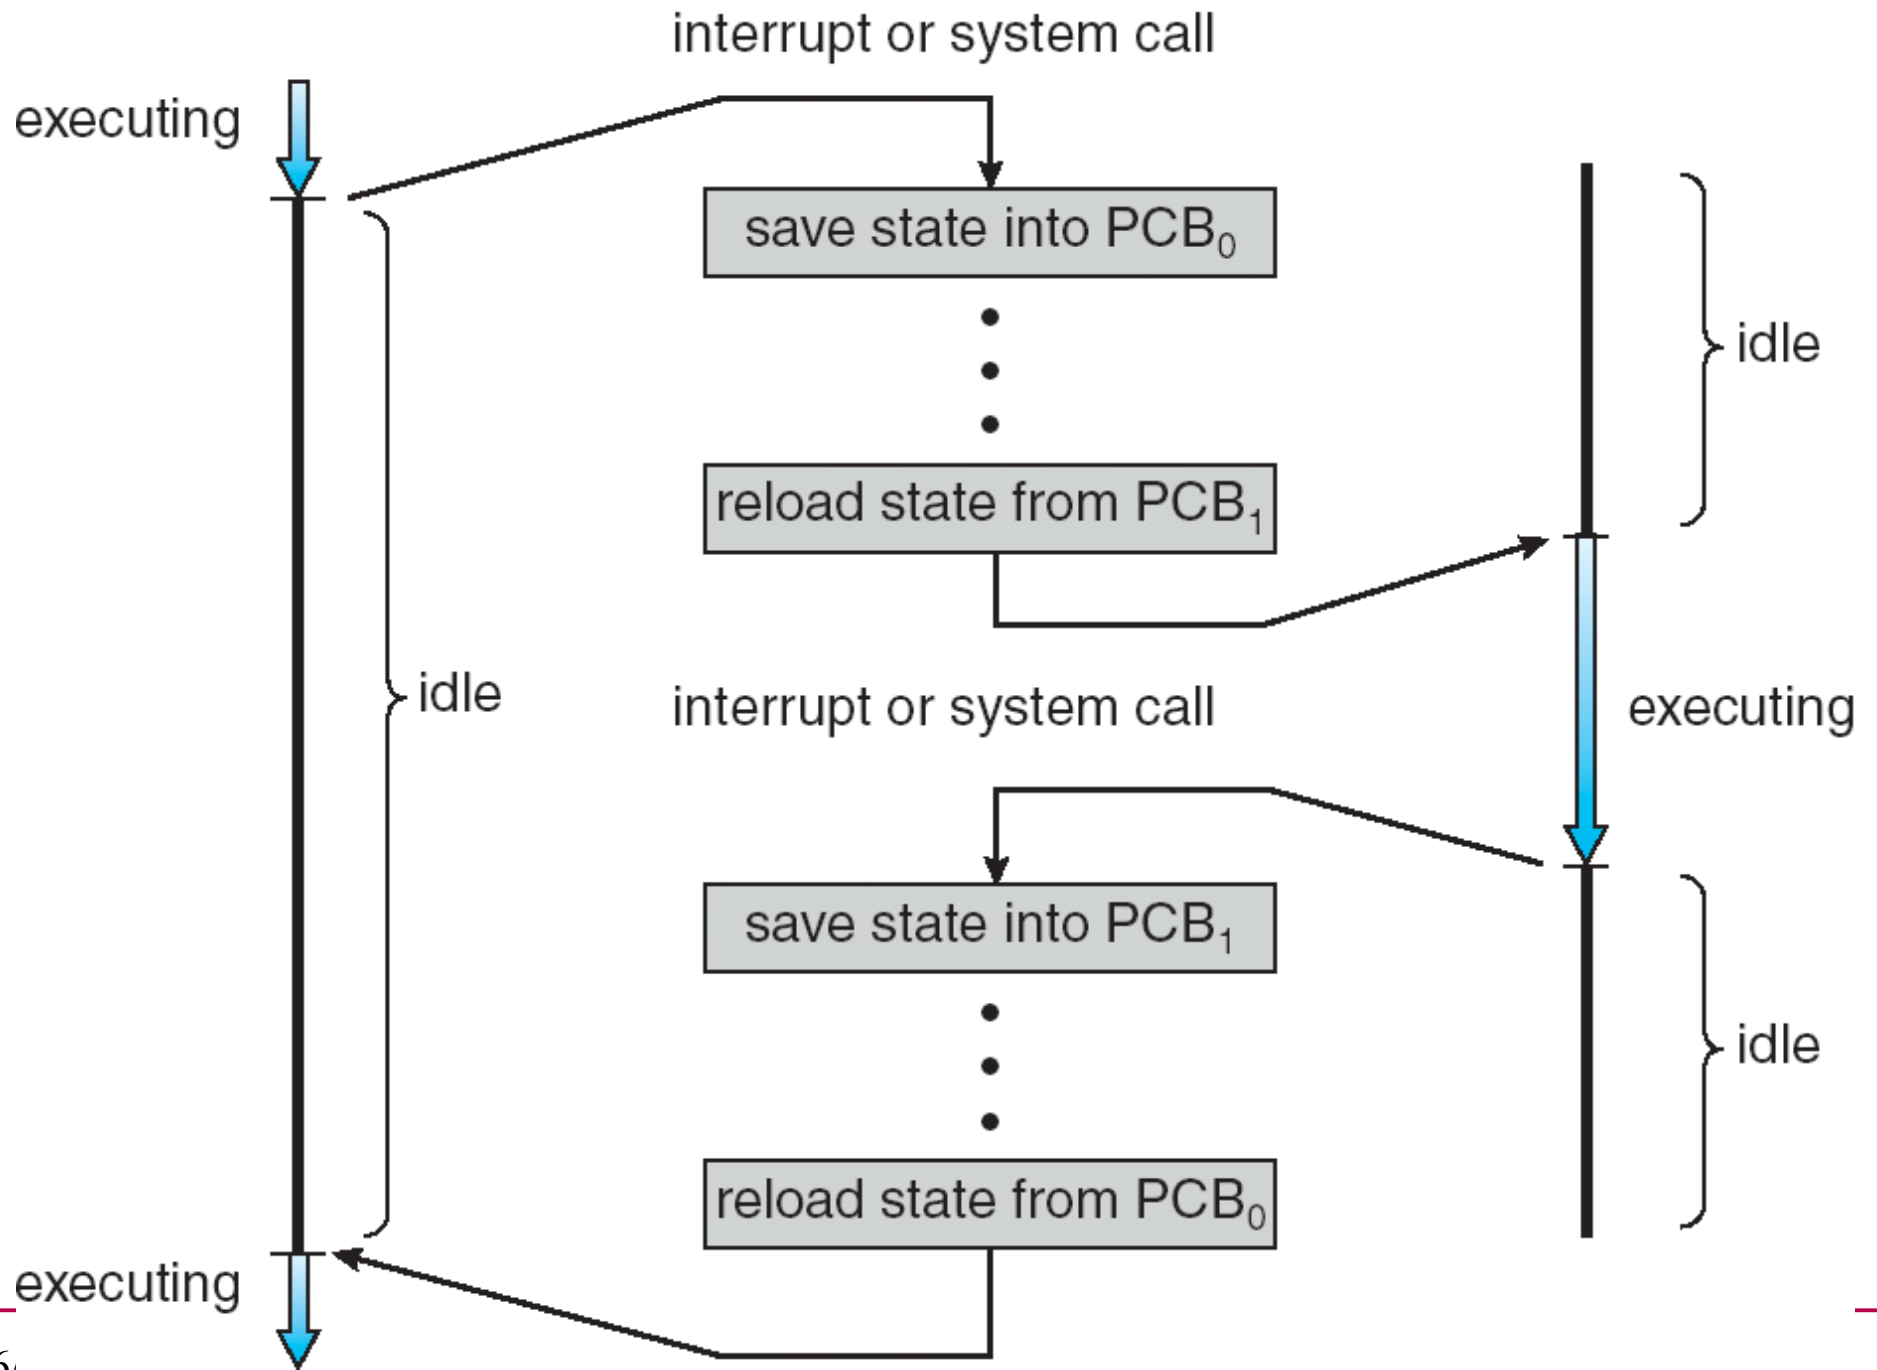 interrupt or system call
executing
save state into PCB₀
idle
reload state from PCB₁
idle
interrupt or system call
executing
save state into PCB₁
idle
reload state from PCB₀
executing